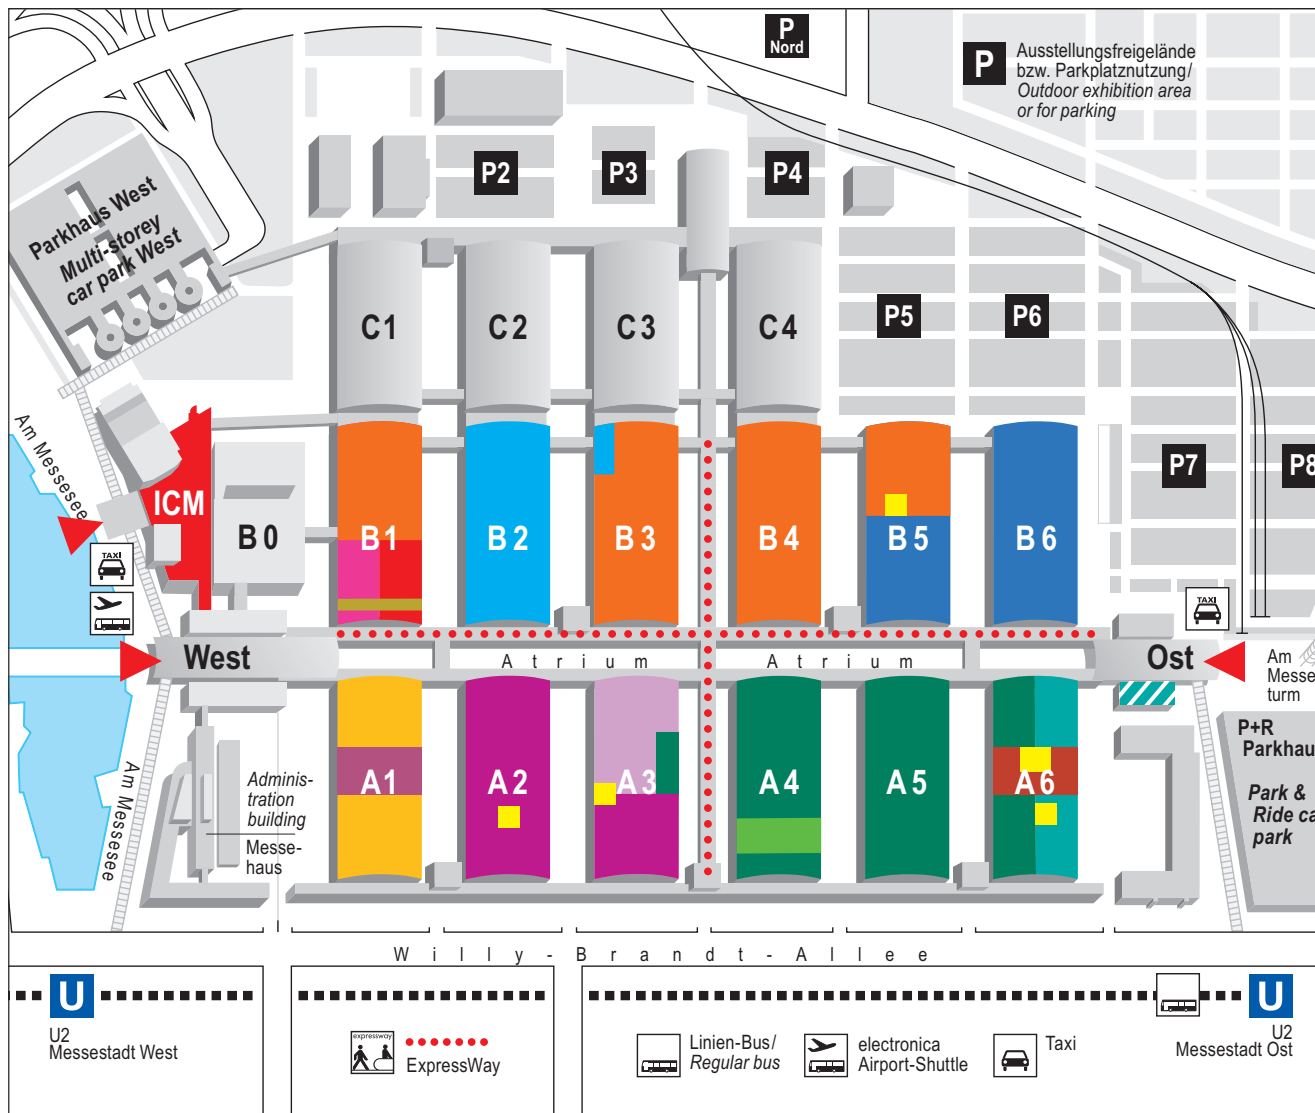 P
Nord
P
Ausstellungsfreigelände
bzw. Parkplatznutzung/
Outdoor exhibition area
or for parking
P2
P3
P4
Parkhaus West
Multi-storey
car park West
C1
C2
C3
C4
P5
P6
Am Messesee
ICM
B0
B1
B2
B3
B4
B5
B6
P7
P8
TAXI
TAXI
West
Atrium
Atrium
Ost
Am
Messe
turm
A1
A2
A3
A4
A5
A6
P+R
Parkhau
Park &
Ride ca
park
Am Messesee
Adminis-
tration
building
Messe-
haus
Willy-Brandt-Allee
U
U2
Messestadt West
expressway
ExpressWay
Linien-Bus/
Regular bus
electronica
Airport-Shuttle
Taxi
U
U2
Messestadt Ost